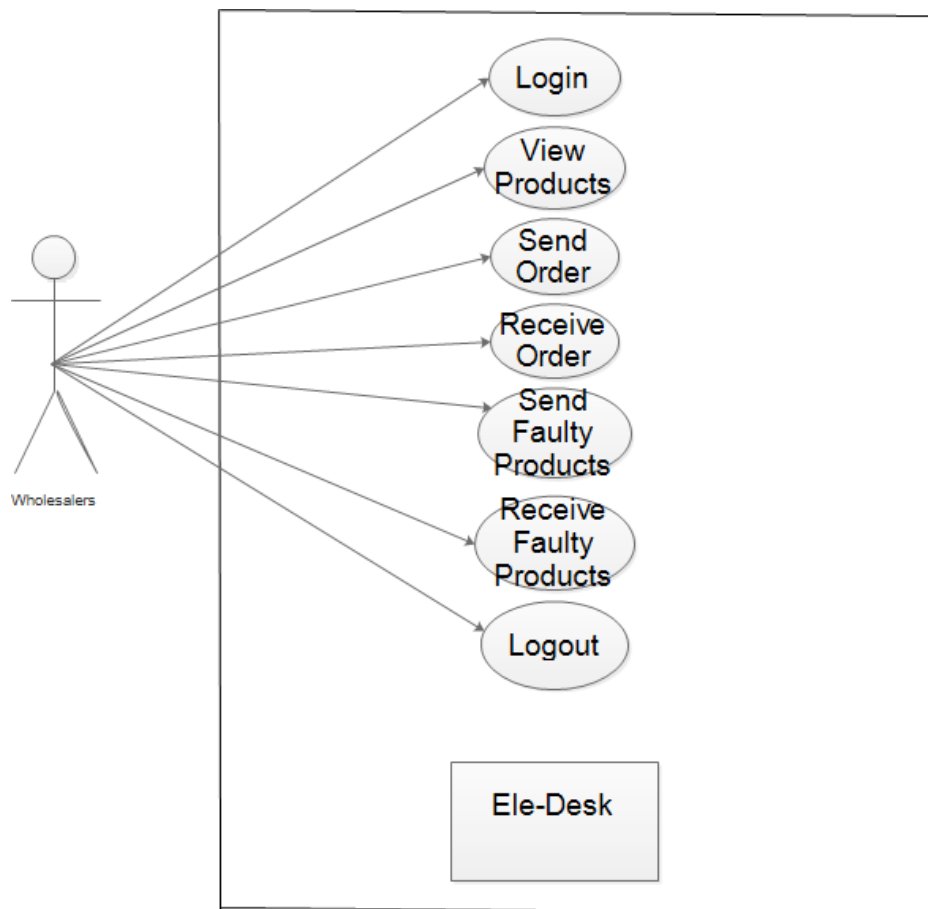 Login
View
Products
Send
Order
Receive
Order
Send
Faulty
Products
Wholesalers
Receive
Faulty
Products
Logout
Ele-Desk